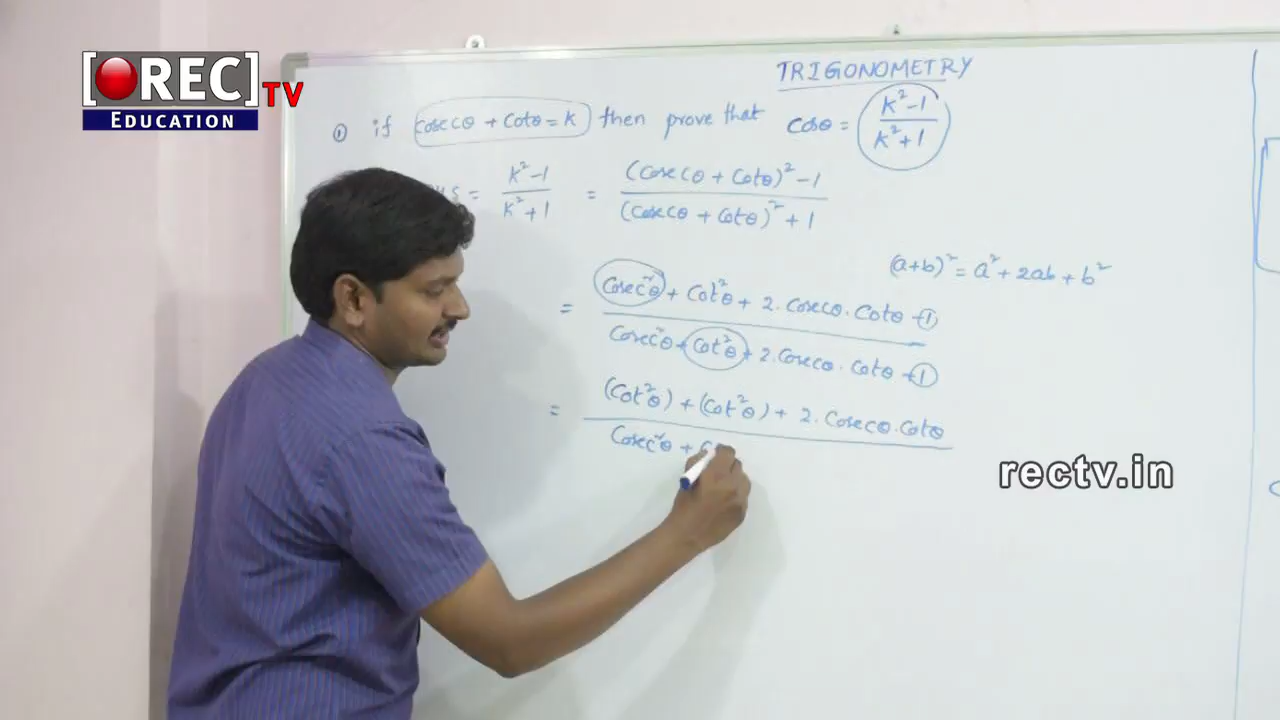 [OREC] TV
EDUCATION
TRIGONOMETRY
① if cosecθ + cotθ = k then prove that cosθ = (k²-1)/(k²+1)
= (k²-1)/(k²+1) = ((cosecθ + cotθ)² - 1)/((cosecθ + cotθ)² + 1)
(a+b)² = a² + 2ab + b²
= (cosec²θ + cot²θ + 2.cosecθ.cotθ - 1)/(cosec²θ + cot²θ + 2.cosecθ.cotθ + 1)
= ((cot²θ) + (cot²θ) + 2.cosecθ.cotθ)/(cosec²θ + c
rectv.in